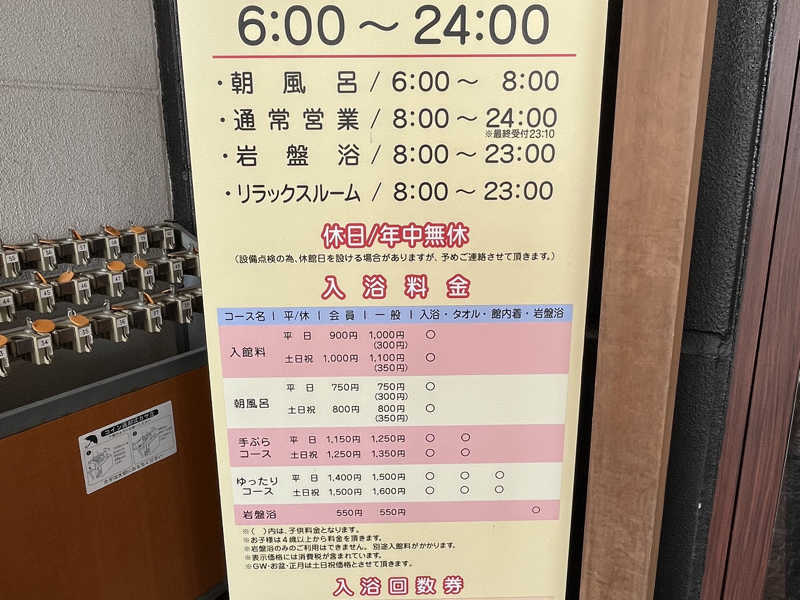 6:00～24:00
・朝風呂/6:00～8:00
・通常営業/8:00～24:00
※最終受付23:10
・岩盤浴/8:00～23:00
・リラックスルーム/8:00～23:00
休日/年中無休
(設備点検の為、休館日を設ける場合がありますが、予めご連絡させて頂きます。)
入浴料金
コース名 | 平/休 | 会員 | 一般 | 入浴・タオル・館内着・岩盤浴
入館料 平日 900円 1,000円 ○
(300円)
土日祝 1,000円 1,100円 ○
(350円)
朝風呂 平日 750円 750円 ○
(300円)
土日祝 800円 800円 ○
(350円)
手ぶらコース 平日 1,150円 1,250円 ○ ○
土日祝 1,250円 1,350円 ○ ○
ゆったりコース 平日 1,400円 1,500円 ○ ○ ○
土日祝 1,500円 1,600円 ○ ○ ○
岩盤浴 550円 550円 ○
※( )内は、子供料金となります。
※お子様は4歳以上から料金を頂きます。
※岩盤浴のみのご利用はできません。別途入館料がかかります。
※表示価格には消費税が含まれています。
※GW・お盆・正月は土日祝価格とさせて頂きます。
入浴回数券